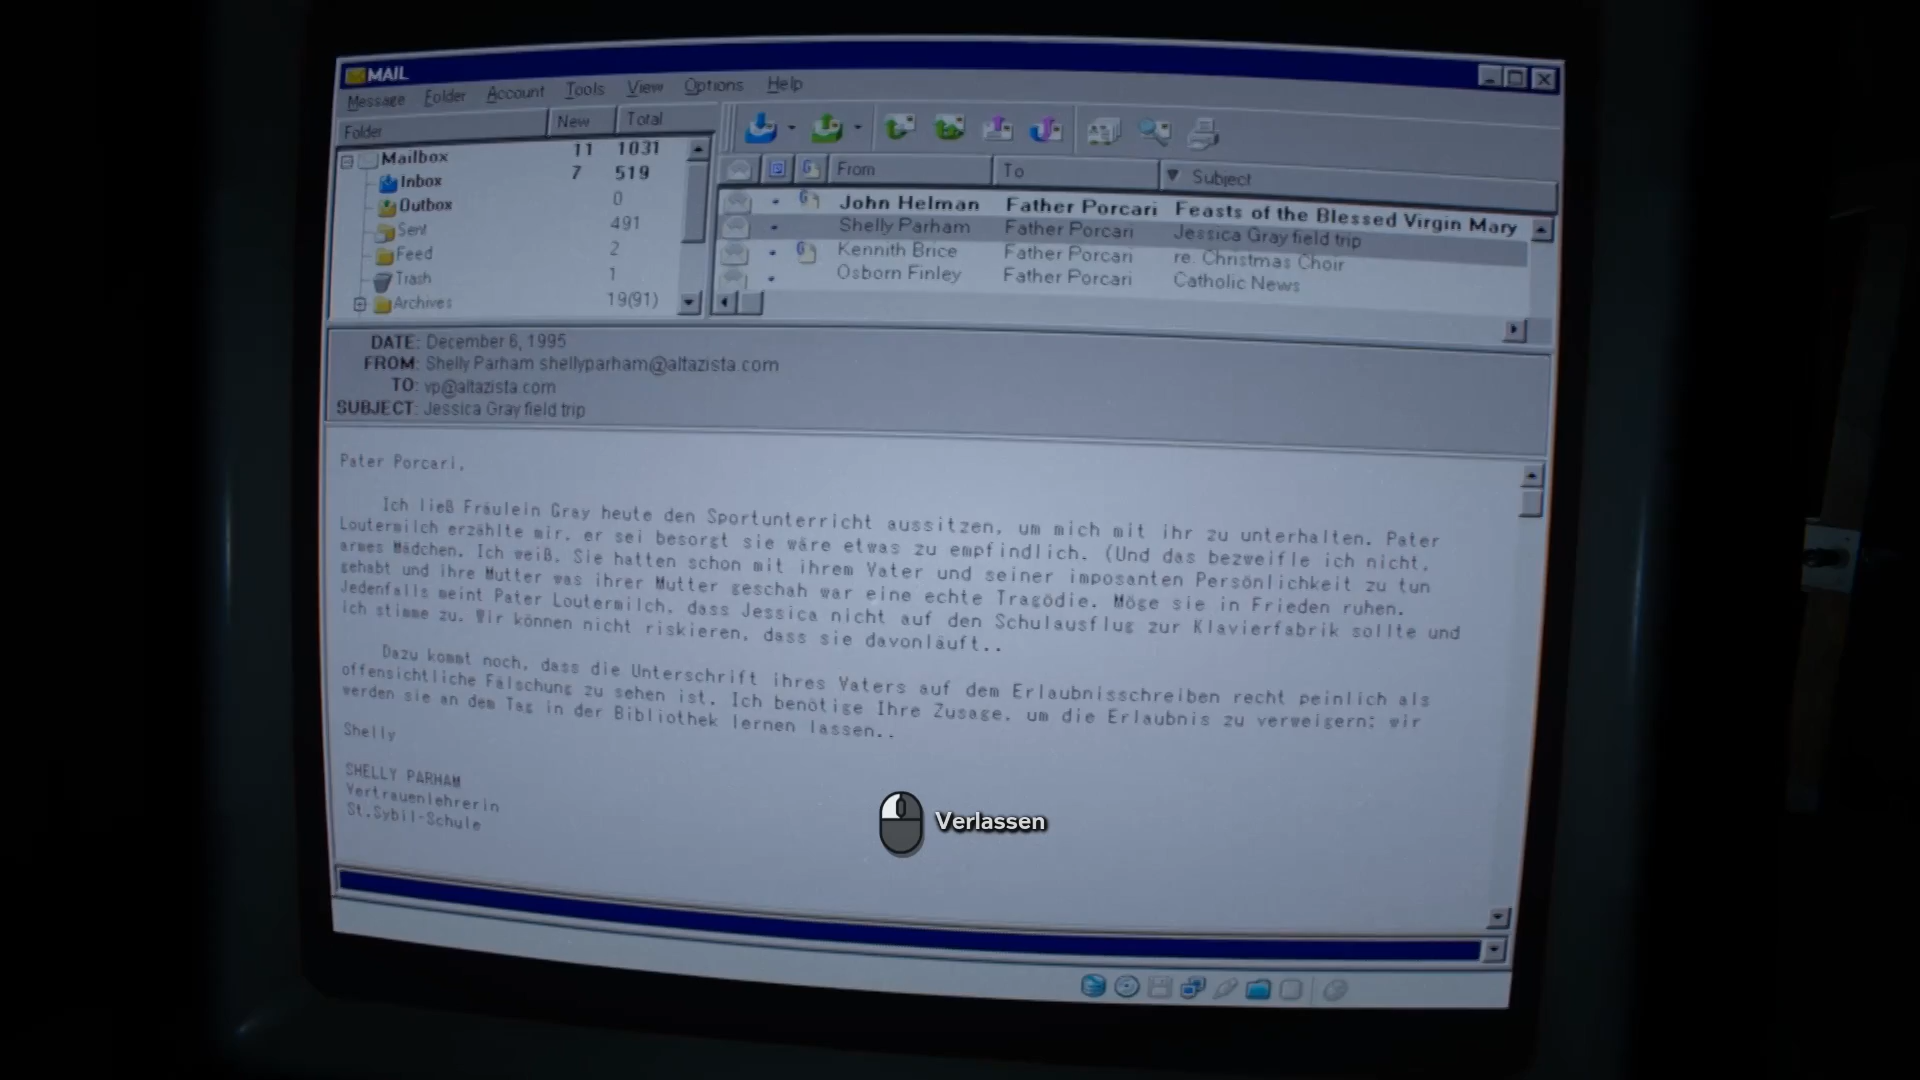 MAIL
Message Folder Account Tools View Options Help
Folder New Total
Mailbox 11 1031
Inbox 7 519
Outbox 0
Sent 491
Feed 2
Trash 1
Archives 19(91)
From To Subject
John Helman Father Porcari Feasts of the Blessed Virgin Mary
Shelly Parham Father Porcari Jessica Gray field trip
Kennith Brice Father Porcari re. Christmas Choir
Osborn Finley Father Porcari Catholic News
DATE: December 6, 1995
FROM: Shelly Parham shellyparham@altazista.com
TO: vp@altazista.com
SUBJECT: Jessica Gray field trip
Pater Porcari,
Ich ließ Fräulein Gray heute den Sportunterricht aussitzen, um mich mit ihr zu unterhalten. Pater
Loutermilch erzählte mir, er sei besorgt sie wäre etwas zu empfindlich. (Und das bezweifle ich nicht,
armes Mädchen. Ich weiß, Sie hatten schon mit ihrem Vater und seiner imposanten Persönlichkeit zu tun
gehabt und ihre Mutter was ihrer Mutter geschah war eine echte Tragödie. Möge sie in Frieden ruhen.
Jedenfalls meint Pater Loutermilch, dass Jessica nicht auf den Schulausflug zur Klavierfabrik sollte und
ich stimme zu. Wir können nicht riskieren, dass sie davonläuft..
Dazu kommt noch, dass die Unterschrift ihres Vaters auf dem Erlaubnisschreiben recht peinlich als
offensichtliche Fälschung zu sehen ist. Ich benötige Ihre Zusage, um die Erlaubnis zu verweigern; wir
werden sie an dem Tag in der Bibliothek lernen lassen..
Shelly
SHELLY PARHAM
Vertrauenlehrerin
St.Sybil-Schule
Verlassen